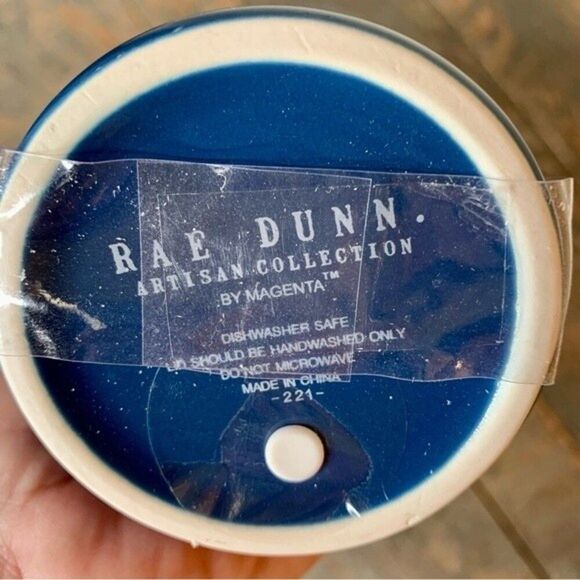 RAE DUNN.
ARTISAN COLLECTION
BY MAGENTA™
DISHWASHER SAFE
LID SHOULD BE HANDWASHED ONLY
DO NOT MICROWAVE
MADE IN CHINA
-221-